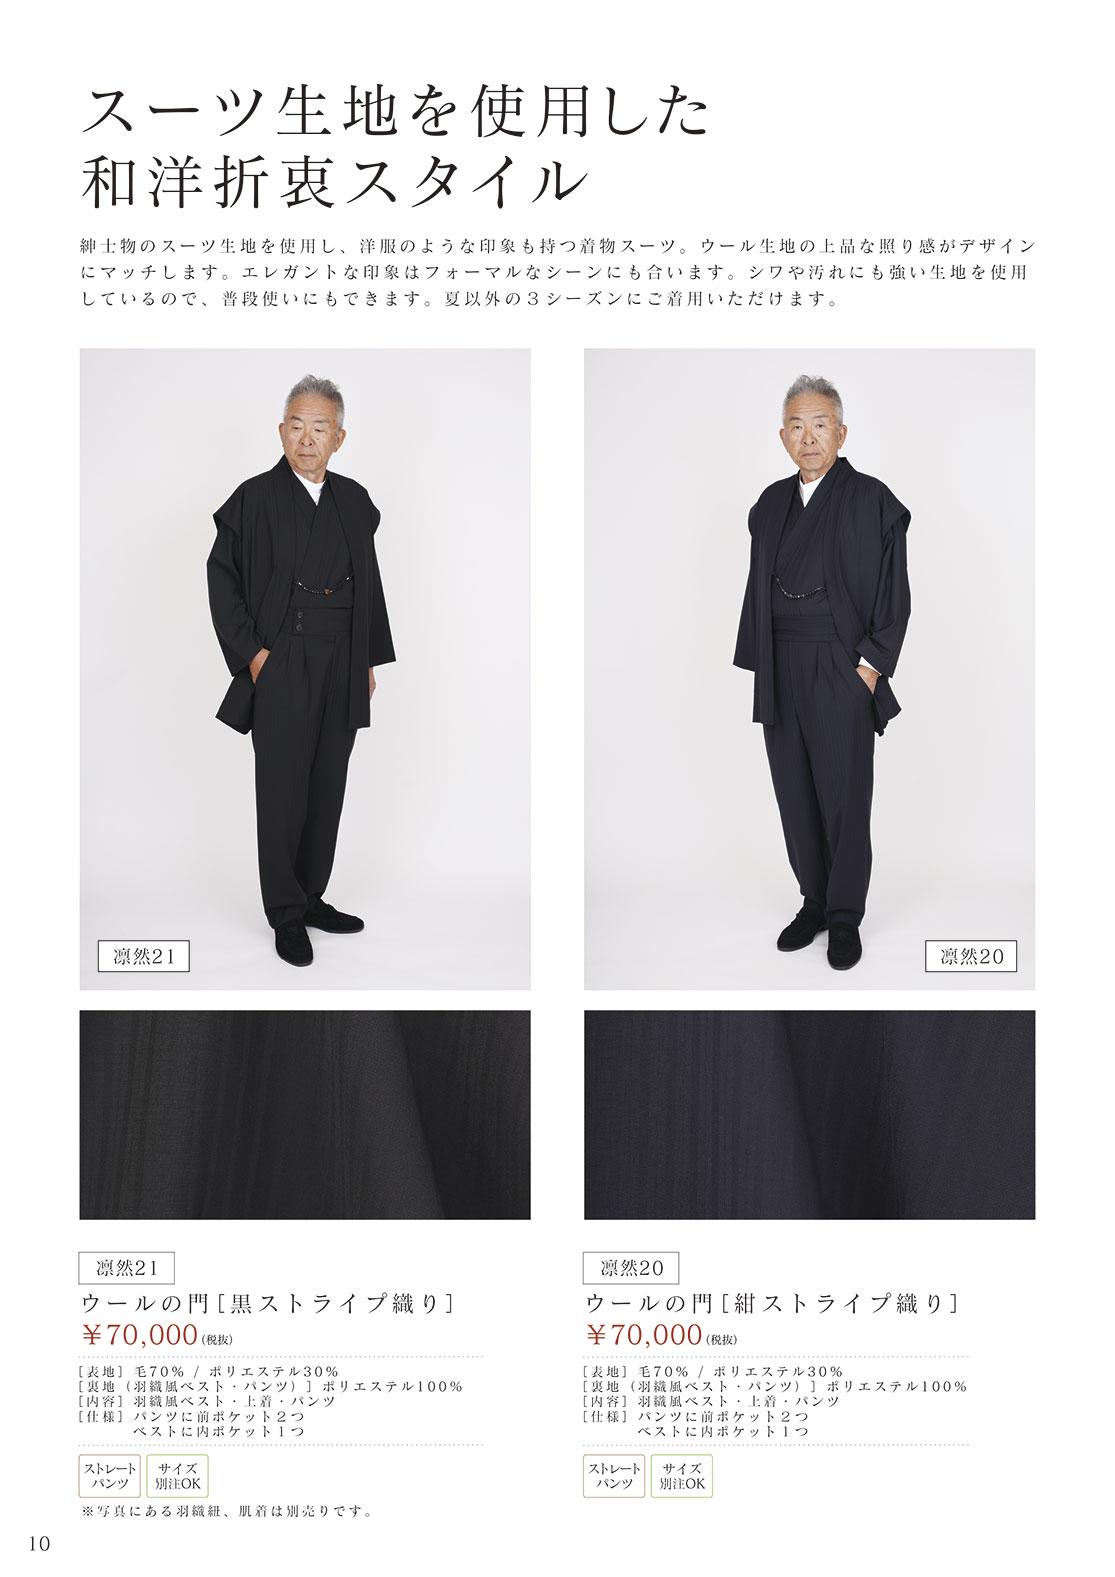 スーツ生地を使用した
和洋折衷スタイル
紳士物のスーツ生地を使用し、洋服のような印象も持つ着物スーツ。ウール生地の上品な照り感がデザイン
にマッチします。エレガントな印象はフォーマルなシーンにも合います。シワや汚れにも強い生地を使用
しているので、普段使いにもできます。夏以外の３シーズンにご着用いただけます。
凛然21
凛然20
凛然21
ウールの門［黒ストライプ織り］
￥70,000（税抜）
［表地］毛70% / ポリエステル30%
［裏地（羽織風ベスト・パンツ）］ポリエステル100%
［内容］羽織風ベスト・上着・パンツ
［仕様］パンツに前ポケット２つ
ベストに内ポケット１つ
ストレート
パンツ
サイズ
別注OK
※写真にある羽織紐、肌着は別売りです。
凛然20
ウールの門［紺ストライプ織り］
￥70,000（税抜）
［表地］毛70% / ポリエステル30%
［裏地（羽織風ベスト・パンツ）］ポリエステル100%
［内容］羽織風ベスト・上着・パンツ
［仕様］パンツに前ポケット２つ
ベストに内ポケット１つ
ストレート
パンツ
サイズ
別注OK
10